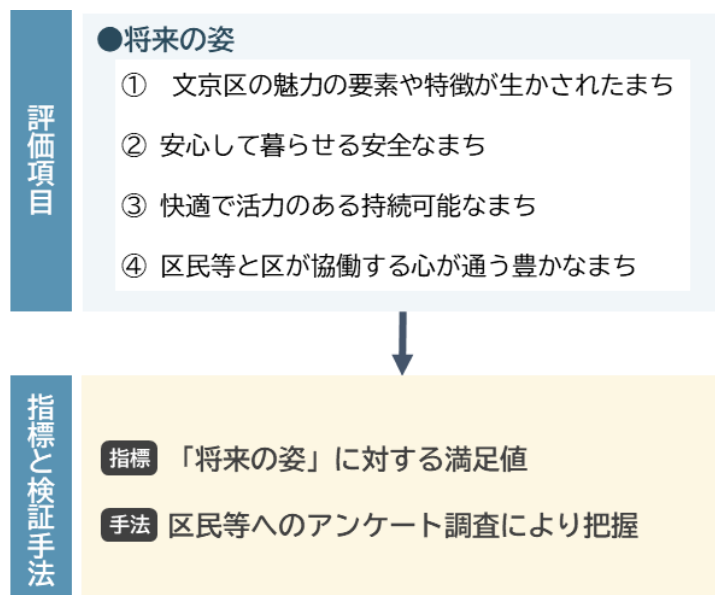 評価項目
●将来の姿
① 文京区の魅力の要素や特徴が生かされたまち
② 安心して暮らせる安全なまち
③ 快適で活力のある持続可能なまち
④ 区民等と区が協働する心が通う豊かなまち
指標と検証手法
指標 「将来の姿」に対する満足値
手法 区民等へのアンケート調査により把握